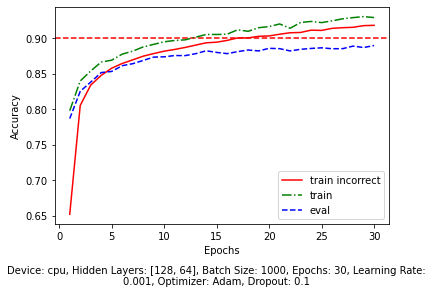 0.90
0.85
0.80
0.75
0.70
0.65
Accuracy
train incorrect
train
eval
0 5 10 15 20 25 30
Epochs
Device: cpu, Hidden Layers: [128, 64], Batch Size: 1000, Epochs: 30, Learning Rate:
0.001, Optimizer: Adam, Dropout: 0.1